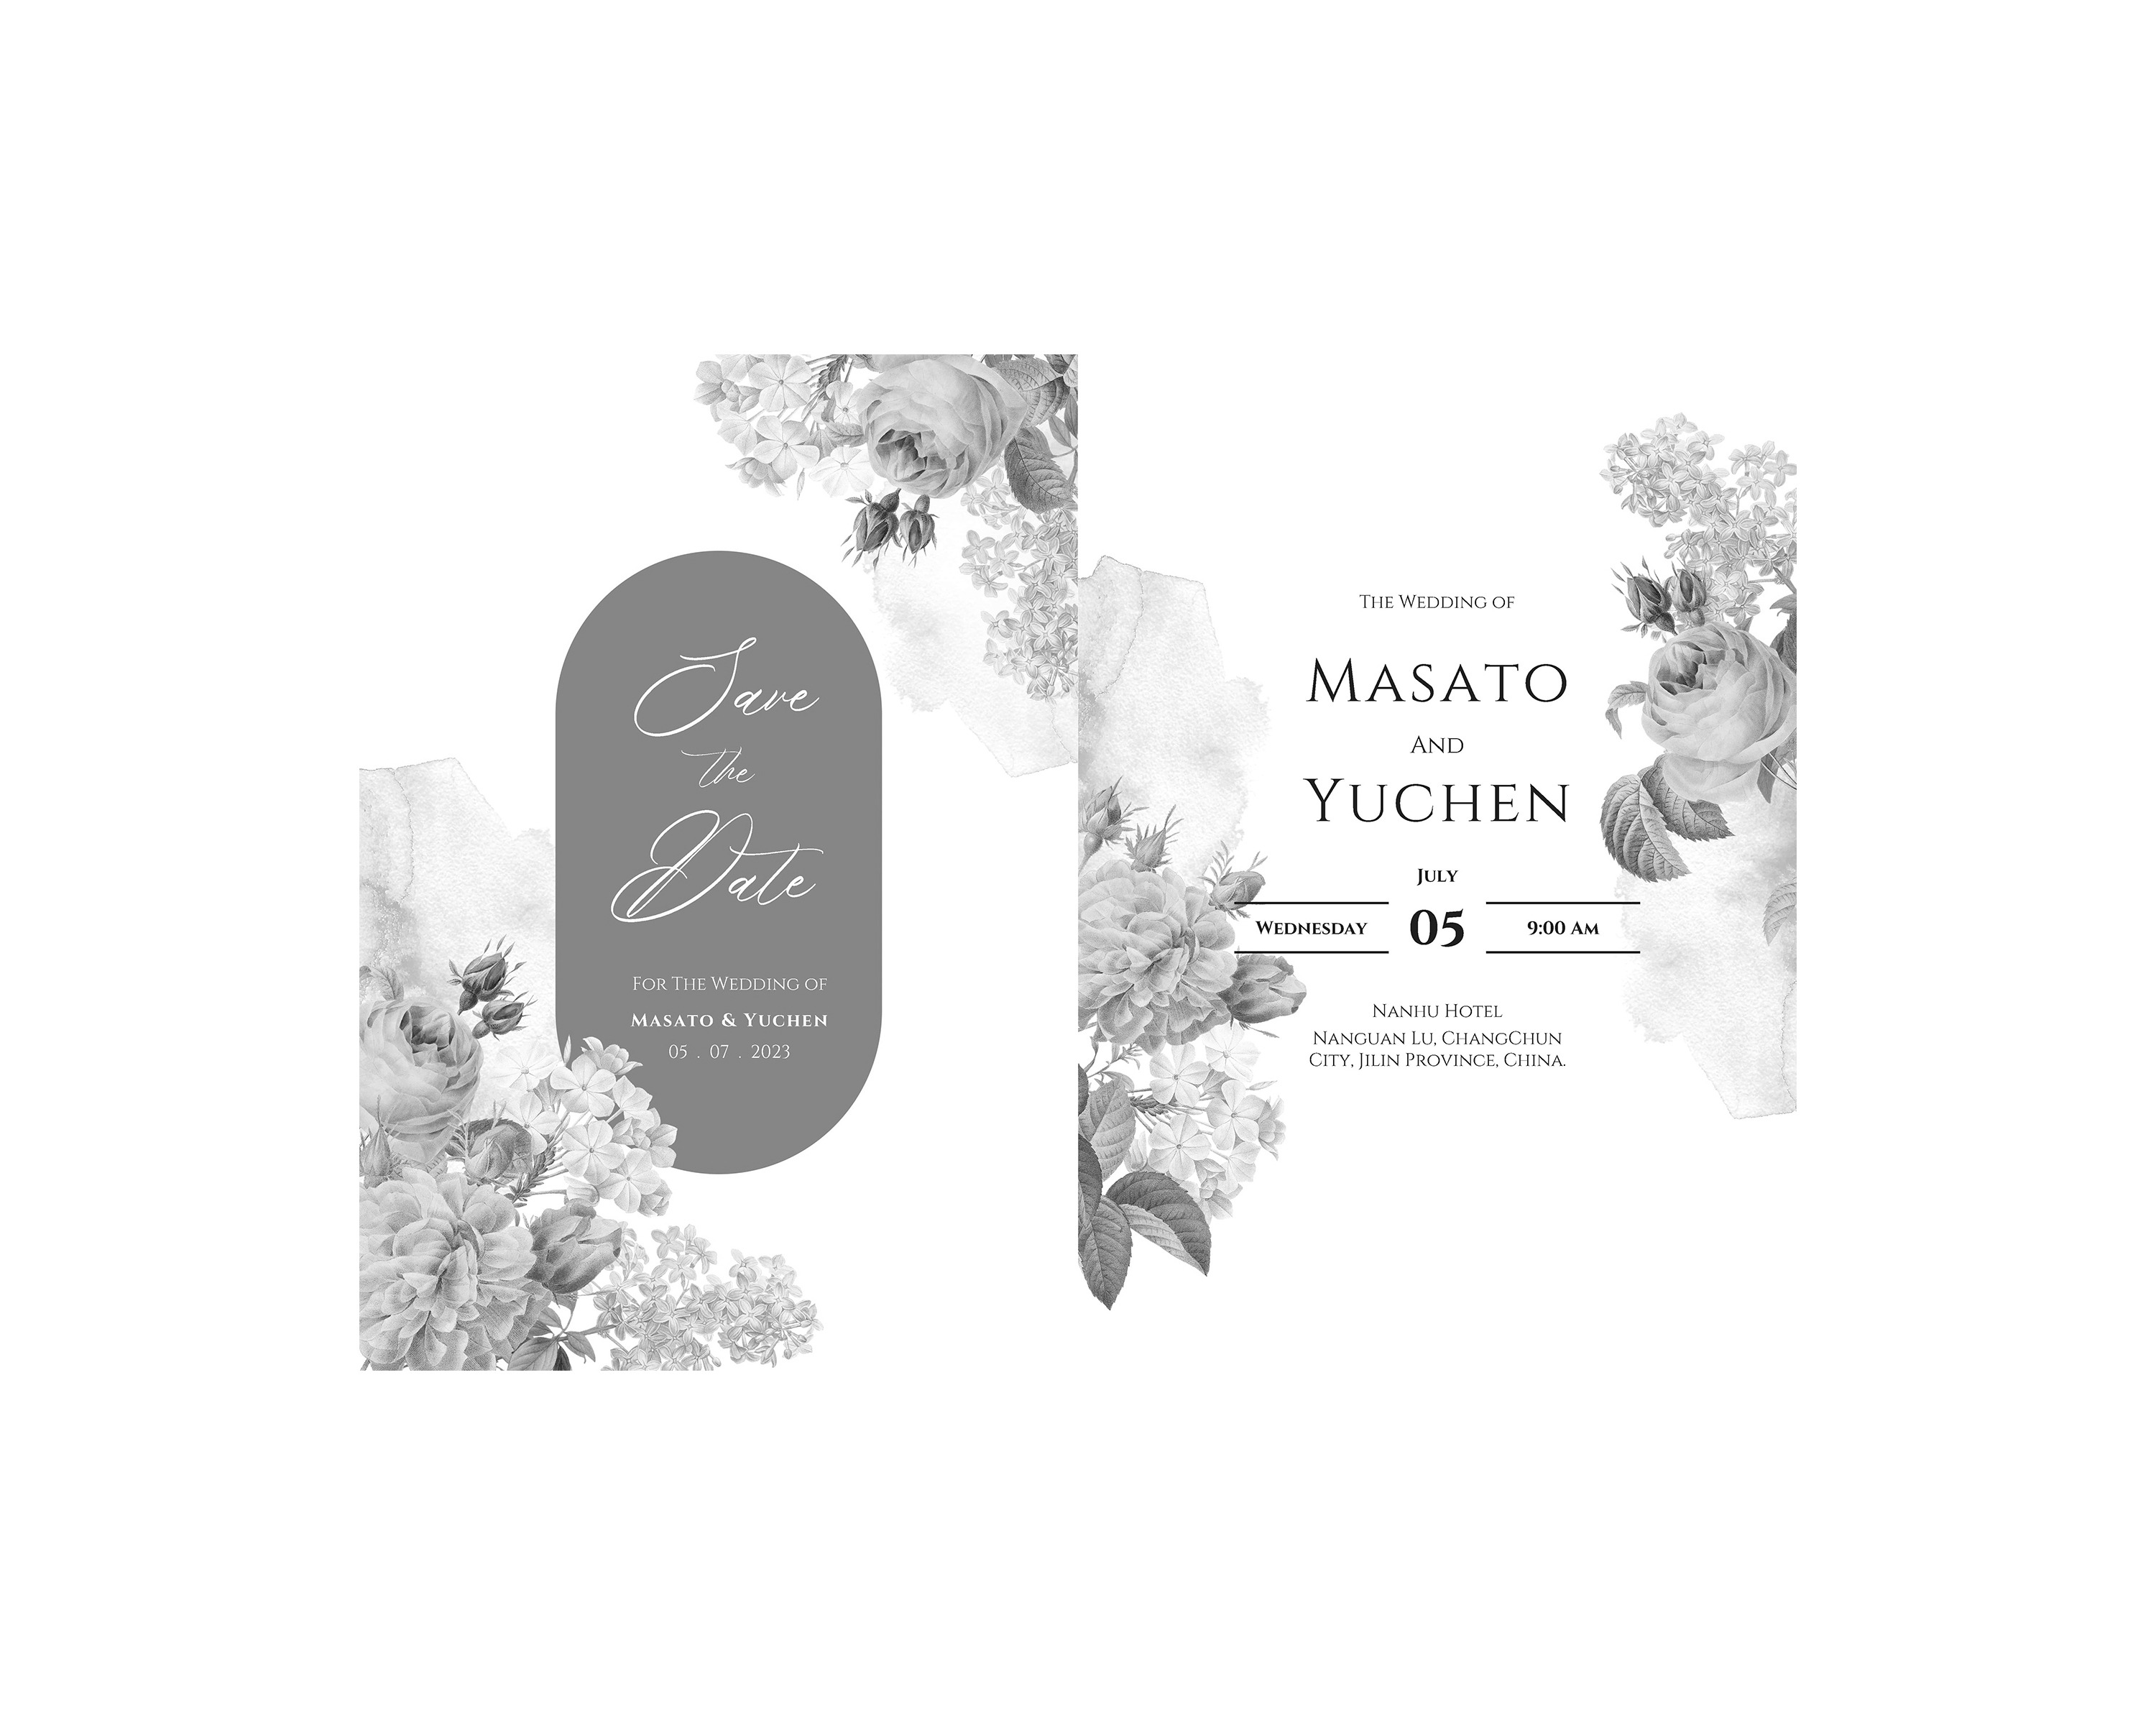 Save
the
Date
For The Wedding of
Masato & Yuchen
05 . 07 . 2023
The Wedding of
Masato
And
Yuchen
July
Wednesday 05 9:00 Am
Nanhu Hotel
Nanguan Lu, ChangChun
City, Jilin Province, China.